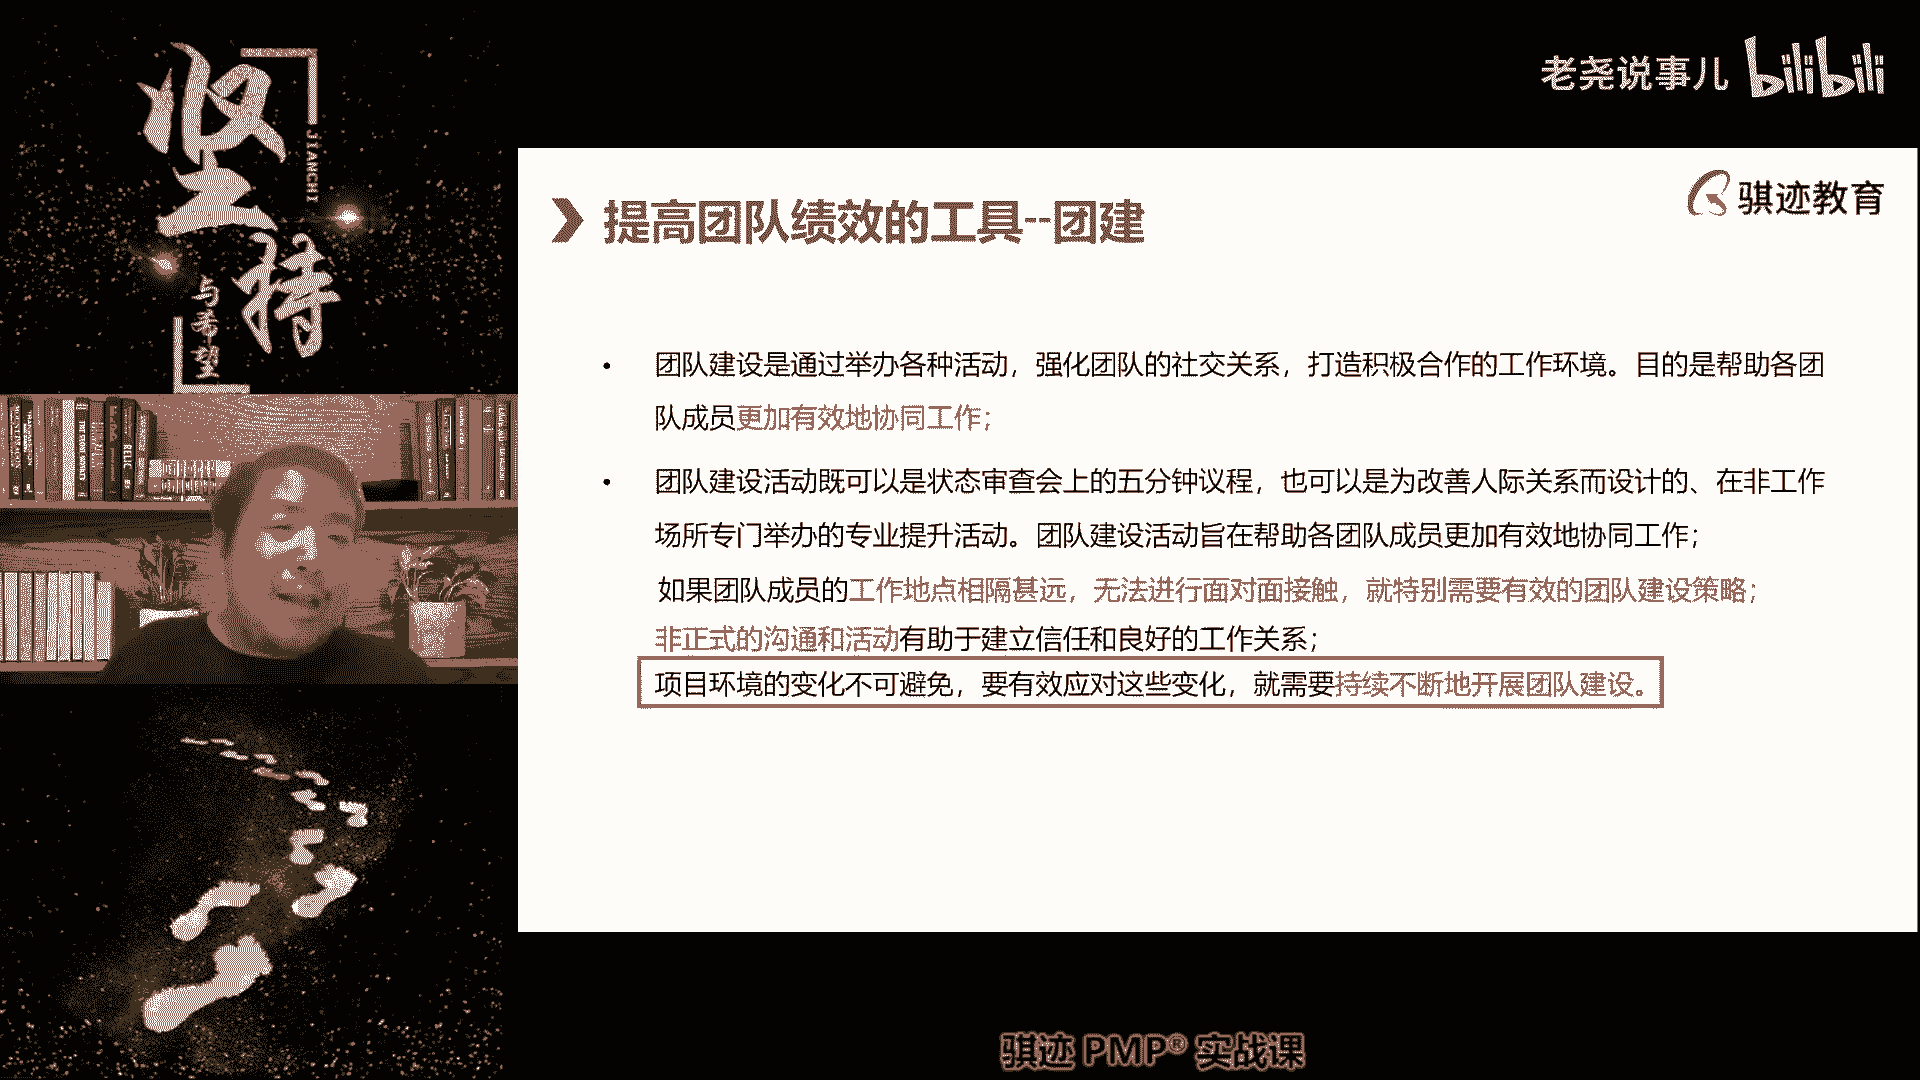 坚持
JIANCHI
与希望
老尧说事儿 bilibili
骐迹教育
提高团队绩效的工具--团建
• 团队建设是通过举办各种活动，强化团队的社交关系，打造积极合作的工作环境。目的是帮助各团
队成员更加有效地协同工作；
• 团队建设活动既可以是状态审查会上的五分钟议程，也可以是为改善人际关系而设计的、在非工作
场所专门举办的专业提升活动。团队建设活动旨在帮助各团队成员更加有效地协同工作；
如果团队成员的工作地点相隔甚远，无法进行面对面接触，就特别需要有效的团队建设策略；
非正式的沟通和活动有助于建立信任和良好的工作关系；
项目环境的变化不可避免，要有效应对这些变化，就需要持续不断地开展团队建设。
骐迹 PMP® 实战课